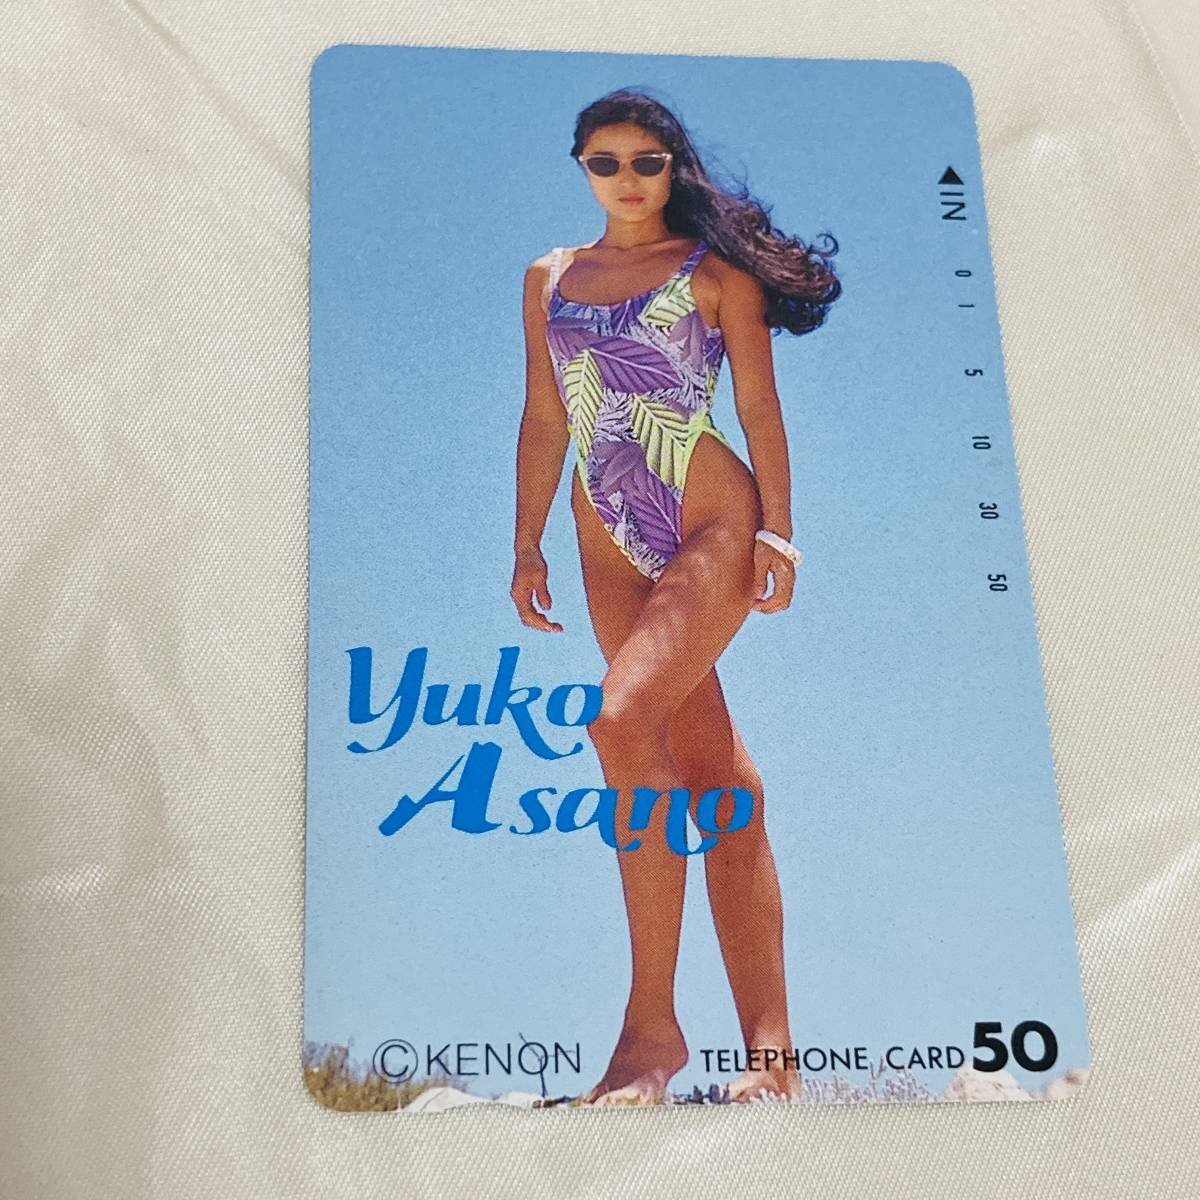 ◀IN
0
1
5
10
30
50
Yuko
Asano
©KENON
TELEPHONE CARD 50